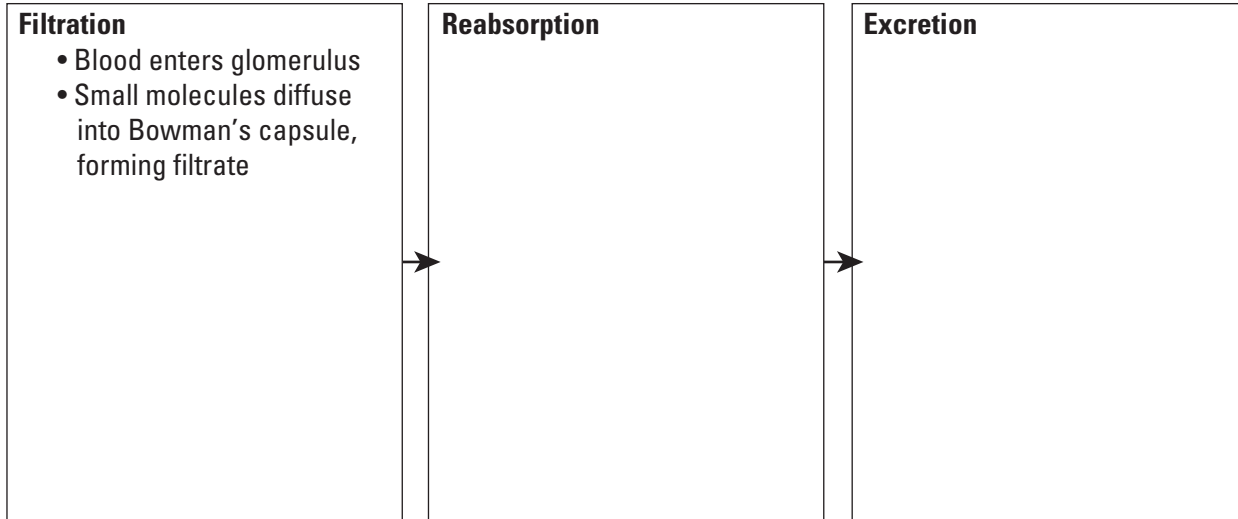 Filtration
• Blood enters glomerulus
• Small molecules diffuse
into Bowman’s capsule,
forming filtrate
Reabsorption
Excretion